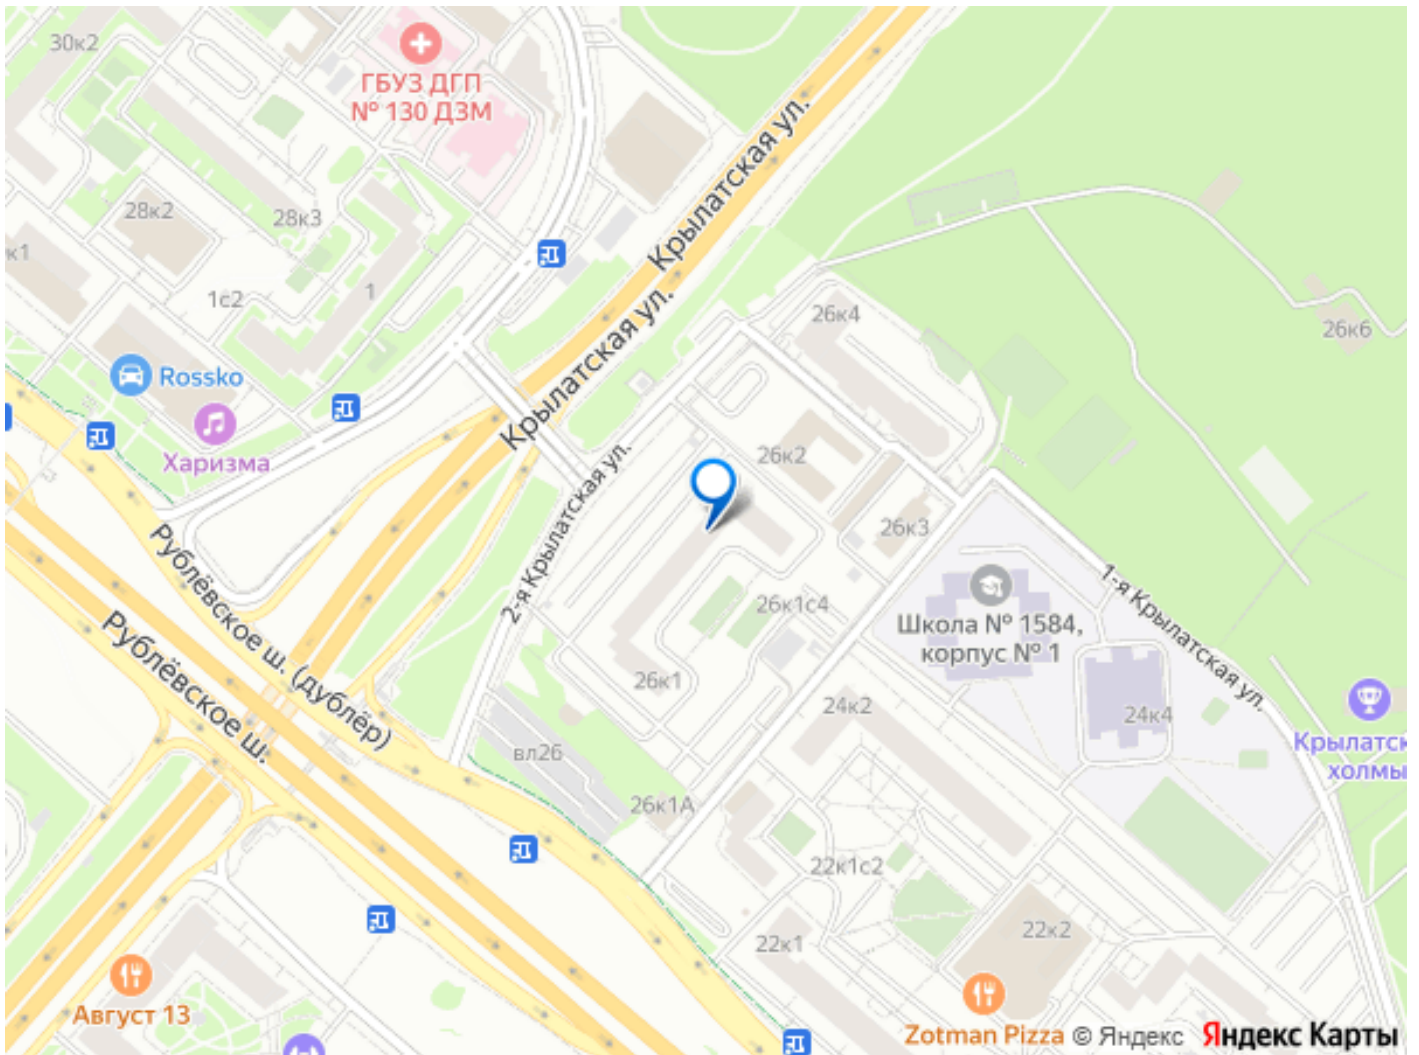 30к2
ГБУЗ ДГП
№ 130 ДЗМ
Крылатская ул.
28к2
28к3
к1
1с2
1
26к4
26к6
Крылатская ул.
Rossko
Харизма
Крылатская ул.
26к2
2-я Крылатская ул.
26к3
Рублёвское ш. (дублёр)
Рублёвское ш.
26к1с4
Школа № 1584,
корпус № 1
1-я Крылатская ул.
26к1
24к2
24к4
Крылатск
холмы
вл26
26к1А
22к1с2
22к1
22к2
Август 13
Zotman Pizza
© Яндекс
Яндекс Карты